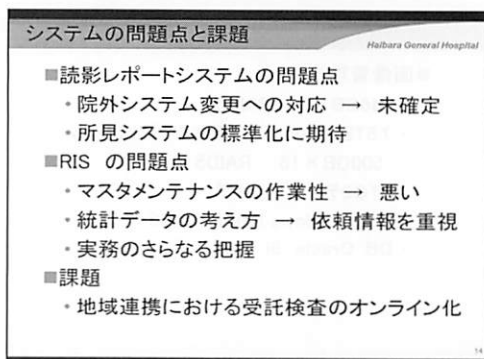 システムの問題点と課題
Haibara General Hospital
■読影レポートシステムの問題点
・院外システム変更への対応 → 未確定
・所見システムの標準化に期待
■RIS の問題点
・マスタメンテナンスの作業性 → 悪い
・統計データの考え方 → 依頼情報を重視
・実務のさらなる把握
■課題
・地域連携における受託検査のオンライン化
14